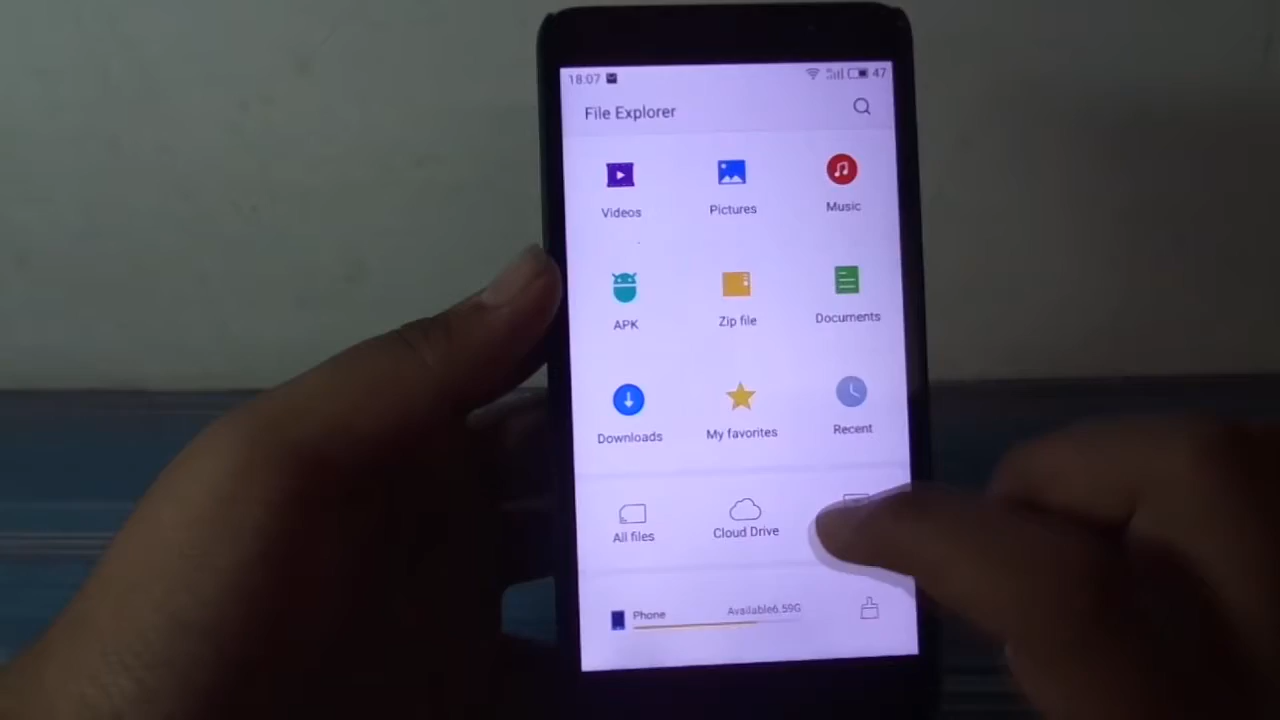 18:07
47
File Explorer
Videos
Pictures
Music
APK
Zip file
Documents
Downloads
My favorites
Recent
All files
Cloud Drive
Phone
Available6.59G